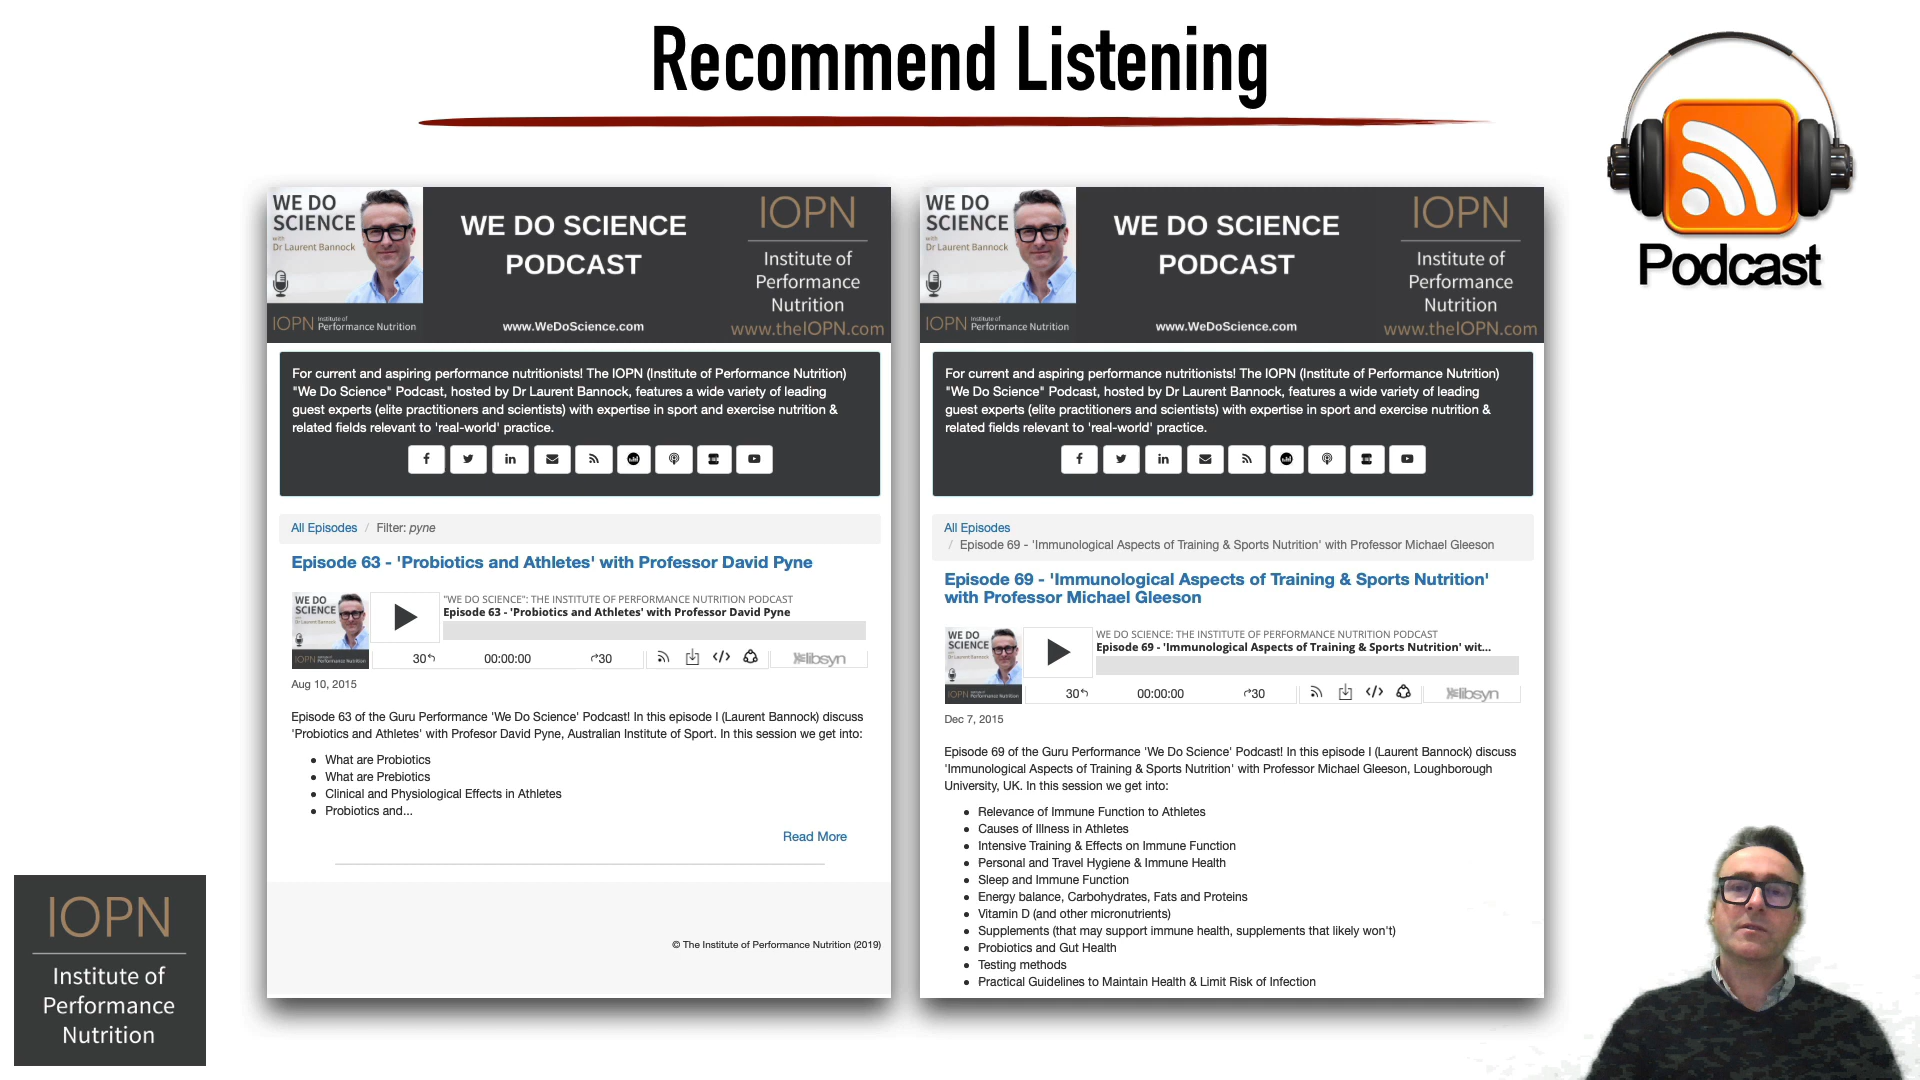 Recommend Listening
Podcast
WE DO
SCIENCE
with
Dr Laurent Bannock
IOPN Institute of
Performance Nutrition
WE DO SCIENCE
PODCAST
www.WeDoScience.com
IOPN
Institute of
Performance
Nutrition
www.theIOPN.com
For current and aspiring performance nutritionists! The IOPN (Institute of Performance Nutrition)
"We Do Science" Podcast, hosted by Dr Laurent Bannock, features a wide variety of leading
guest experts (elite practitioners and scientists) with expertise in sport and exercise nutrition &
related fields relevant to 'real-world' practice.
All Episodes / Filter: pyne
Episode 63 - 'Probiotics and Athletes' with Professor David Pyne
WE DO
SCIENCE
"WE DO SCIENCE": THE INSTITUTE OF PERFORMANCE NUTRITION PODCAST
Episode 63 - 'Probiotics and Athletes' with Professor David Pyne
30 00:00:00 30 libsyn
Aug 10, 2015
Episode 63 of the Guru Performance 'We Do Science' Podcast! In this episode I (Laurent Bannock) discuss
'Probiotics and Athletes' with Profesor David Pyne, Australian Institute of Sport. In this session we get into:
What are Probiotics
What are Prebiotics
Clinical and Physiological Effects in Athletes
Probiotics and...
Read More
© The Institute of Performance Nutrition (2019)
WE DO
SCIENCE
with
Dr Laurent Bannock
IOPN Institute of
Performance Nutrition
WE DO SCIENCE
PODCAST
www.WeDoScience.com
IOPN
Institute of
Performance
Nutrition
www.theIOPN.com
For current and aspiring performance nutritionists! The IOPN (Institute of Performance Nutrition)
"We Do Science" Podcast, hosted by Dr Laurent Bannock, features a wide variety of leading
guest experts (elite practitioners and scientists) with expertise in sport and exercise nutrition &
related fields relevant to 'real-world' practice.
All Episodes
/ Episode 69 - 'Immunological Aspects of Training & Sports Nutrition' with Professor Michael Gleeson
Episode 69 - 'Immunological Aspects of Training & Sports Nutrition'
with Professor Michael Gleeson
WE DO
SCIENCE
WE DO SCIENCE: THE INSTITUTE OF PERFORMANCE NUTRITION PODCAST
Episode 69 - 'Immunological Aspects of Training & Sports Nutrition' wit...
30 00:00:00 30 libsyn
Dec 7, 2015
Episode 69 of the Guru Performance 'We Do Science' Podcast! In this episode I (Laurent Bannock) discuss
'Immunological Aspects of Training & Sports Nutrition' with Professor Michael Gleeson, Loughborough
University, UK. In this session we get into:
Relevance of Immune Function to Athletes
Causes of Illness in Athletes
Intensive Training & Effects on Immune Function
Personal and Travel Hygiene & Immune Health
Sleep and Immune Function
Energy balance, Carbohydrates, Fats and Proteins
Vitamin D (and other micronutrients)
Supplements (that may support immune health, supplements that likely won't)
Probiotics and Gut Health
Testing methods
Practical Guidelines to Maintain Health & Limit Risk of Infection
IOPN
Institute of
Performance
Nutrition